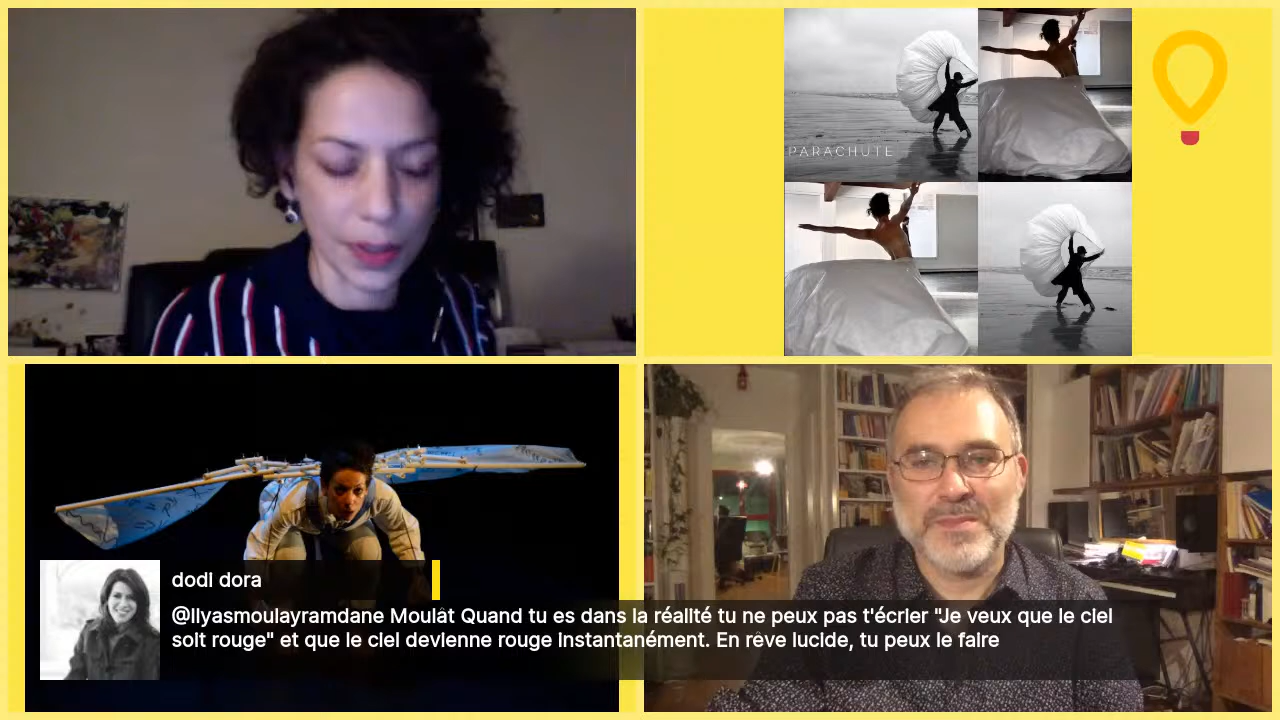 PARACHUTE
dodi dora
@ilyasmoulayramdane Moulât Quand tu es dans la réalité tu ne peux pas t'écrier "Je veux que le ciel
soit rouge" et que le ciel devienne rouge instantanément. En rêve lucide, tu peux le faire